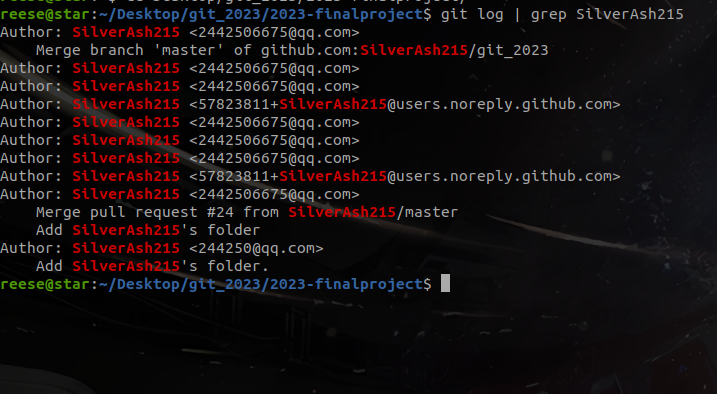 reese@star:~/Desktop/git_2023/2023-finalproject$ git log | grep SilverAsh215
Author: SilverAsh215 <2442506675@qq.com>
    Merge branch 'master' of github.com:SilverAsh215/git_2023
Author: SilverAsh215 <2442506675@qq.com>
Author: SilverAsh215 <2442506675@qq.com>
Author: SilverAsh215 <57823811+SilverAsh215@users.noreply.github.com>
Author: SilverAsh215 <2442506675@qq.com>
Author: SilverAsh215 <2442506675@qq.com>
Author: SilverAsh215 <2442506675@qq.com>
Author: SilverAsh215 <57823811+SilverAsh215@users.noreply.github.com>
Author: SilverAsh215 <2442506675@qq.com>
    Merge pull request #24 from SilverAsh215/master
    Add SilverAsh215's folder
Author: SilverAsh215 <244250@qq.com>
    Add SilverAsh215's folder.
reese@star:~/Desktop/git_2023/2023-finalproject$